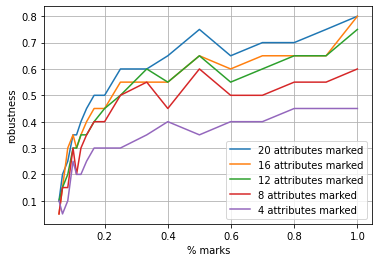 0.8
0.7
0.6
0.5
0.4
0.3
0.2
0.1
robustness
20 attributes marked
16 attributes marked
12 attributes marked
8 attributes marked
4 attributes marked
0.2 0.4 0.6 0.8 1.0
% marks